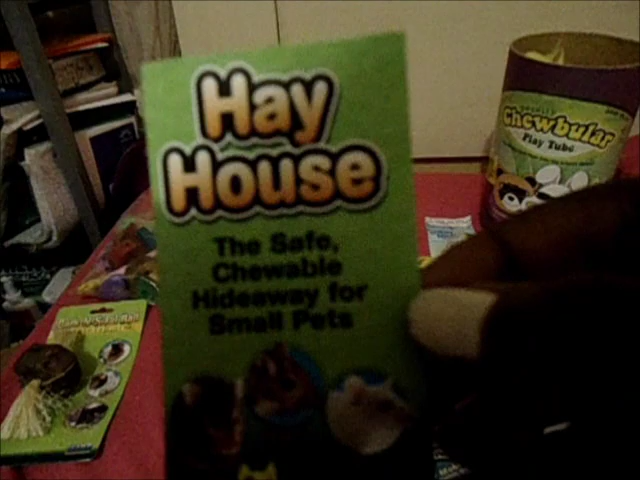 Hay
House
The Safe,
Chewable
Hideaway for
Small Pets
Chewbular
Play Tube